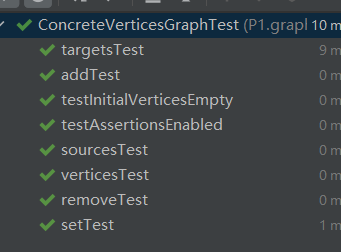 ConcreteVerticesGraphTest (P1.grapl 10 m
targetsTest 9 m
addTest 0 m
testInitialVerticesEmpty 0 m
testAssertionsEnabled 0 m
sourcesTest 0 m
verticesTest 0 m
removeTest 0 m
setTest 1 m